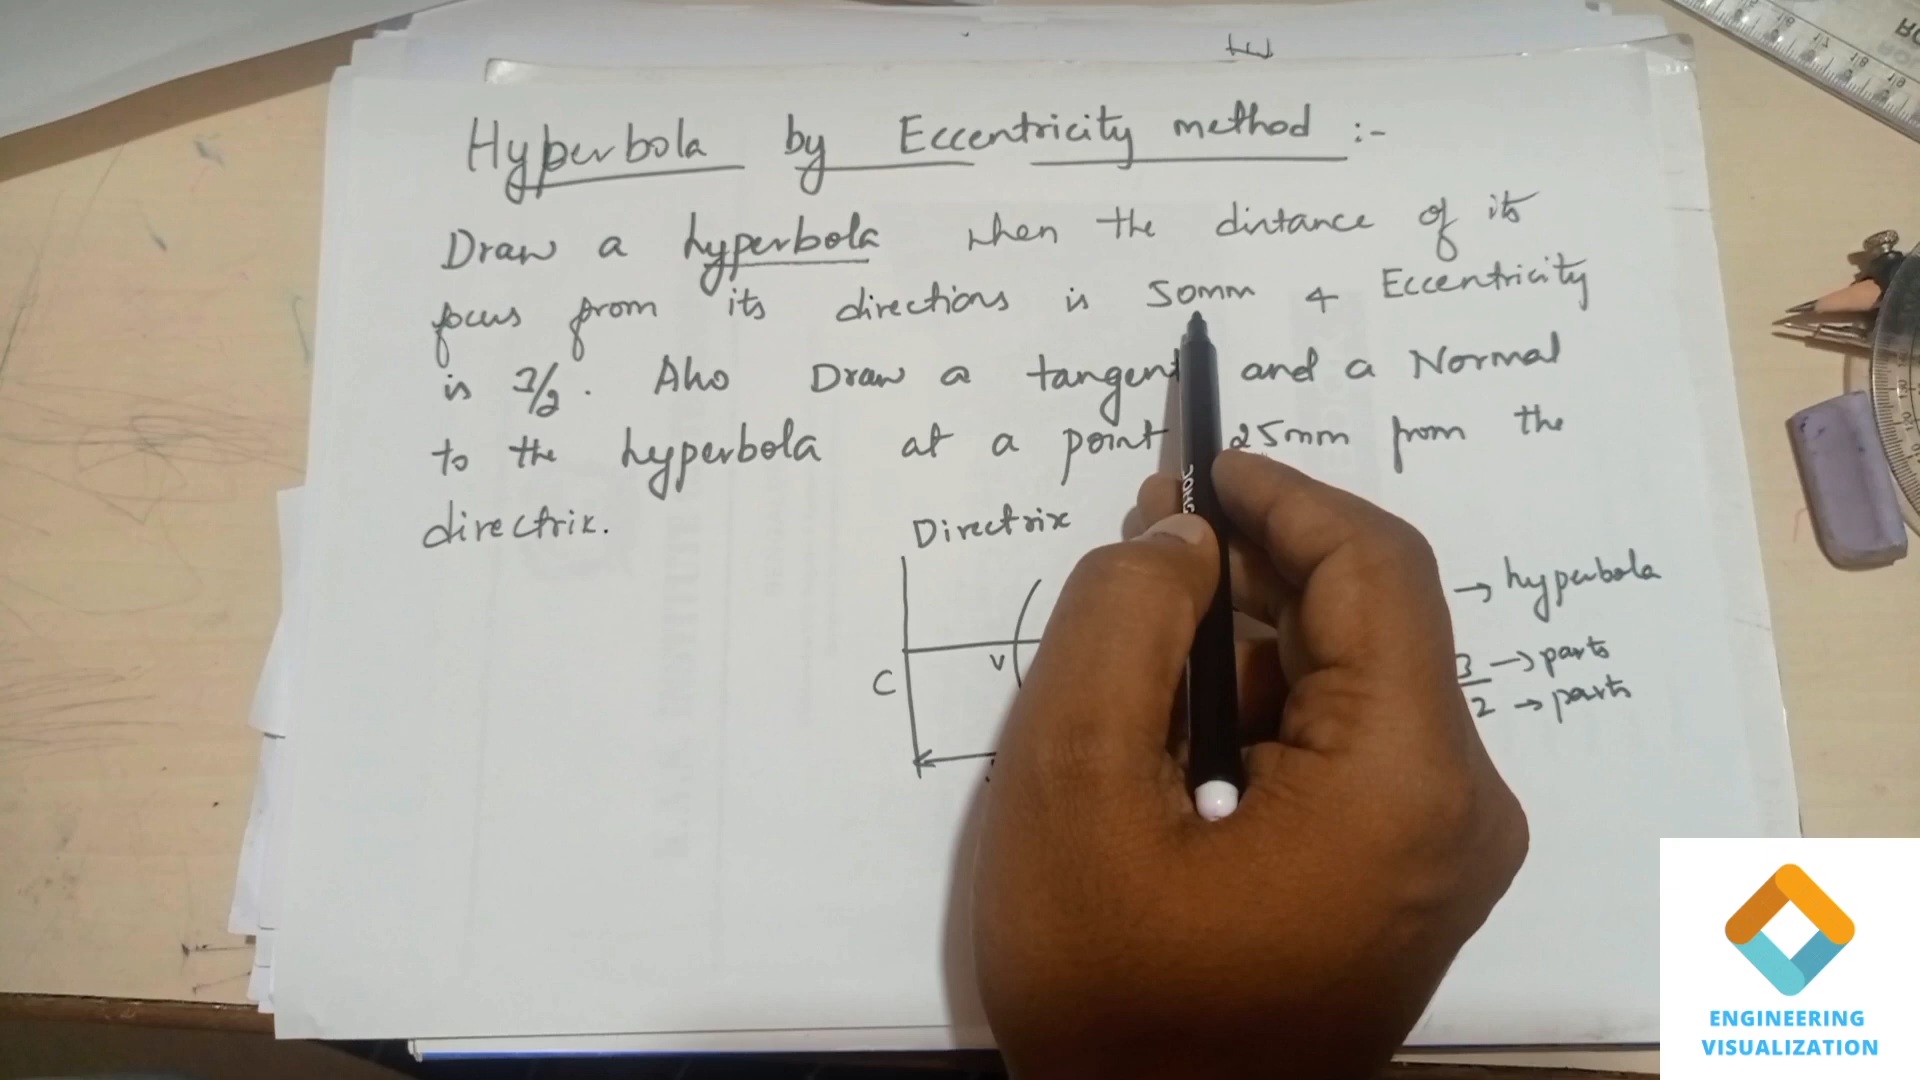 Hyperbola by Eccentricity method :-
Draw a hyperbola when the distance of its
focus from its directions is 50mm & Eccentricity
is 3/2. Also Draw a tangent and a Normal
to the hyperbola at a point 25mm from the
directrix.
Directrix
→ hyperbola
V
C
3 → parts
2 → parts
ENGINEERING
VISUALIZATION